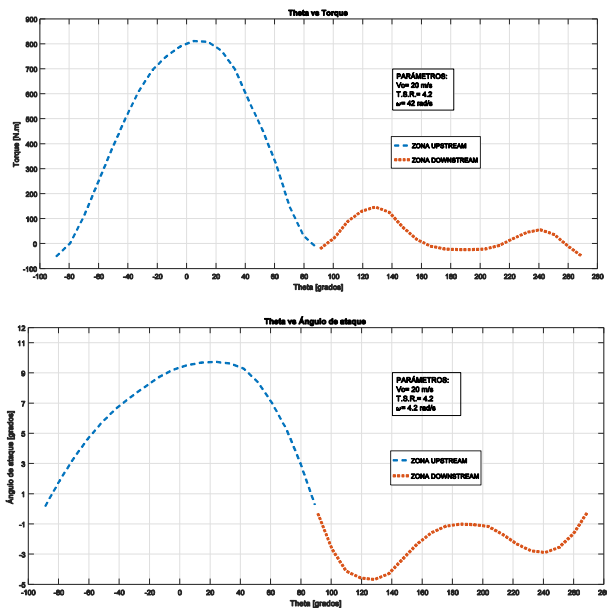 Theta vs Torque
900
800
700
600
500
400
300
200
100
0
-100
Torque [N.m]
PARÁMETROS:
Vo= 20 m/s
T.S.R.= 4.2
ω= 42 rad/s
ZONA UPSTREAM
ZONA DOWNSTREAM
-100 -80 -60 -40 -20 0 20 40 60 80 100 120 140 160 180 200 220 240 260 280
Theta [grados]
Theta vs Ángulo de ataque
12
11
9
7
5
3
1
-1
-3
-5
Ángulo de ataque [grados]
PARÁMETROS:
Vo= 20 m/s
T.S.R.= 4.2
ω= 4.2 rad/s
ZONA UPSTREAM
ZONA DOWNSTREAM
-100 -80 -60 -40 -20 0 20 40 60 80 100 120 140 160 180 200 220 240 260 280
Theta [grados]